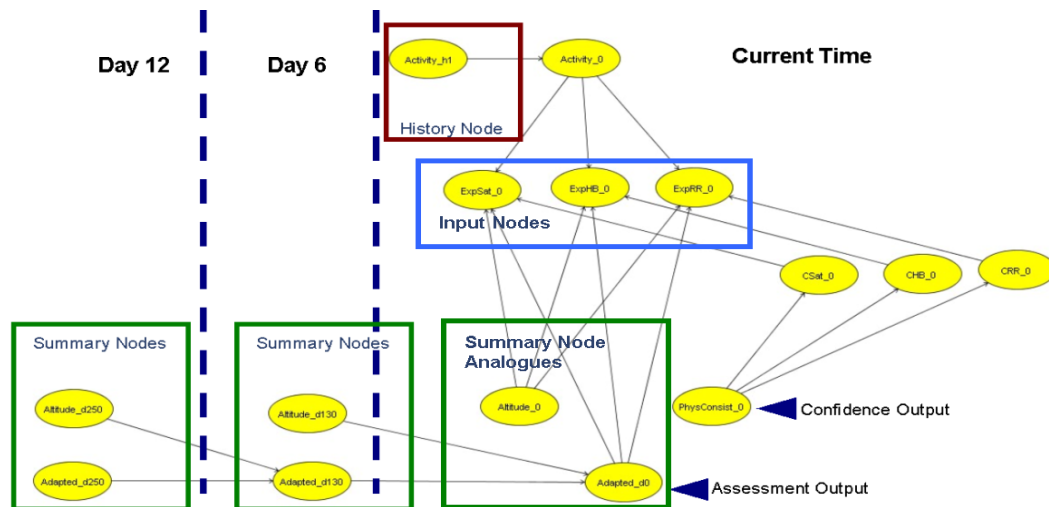 Day 12
Day 6
Current Time
Activity_h1
Activity_0
History Node
ExpSat_0
ExpHB_0
ExpRR_0
Input Nodes
CSat_0
CHB_0
CRR_0
Summary Nodes
Summary Nodes
Summary Node
Analogues
Altitude_d250
Altitude_d130
Altitude_0
PhysConsist_0
Confidence Output
Adapted_d250
Adapted_d130
Adapted_d0
Assessment Output